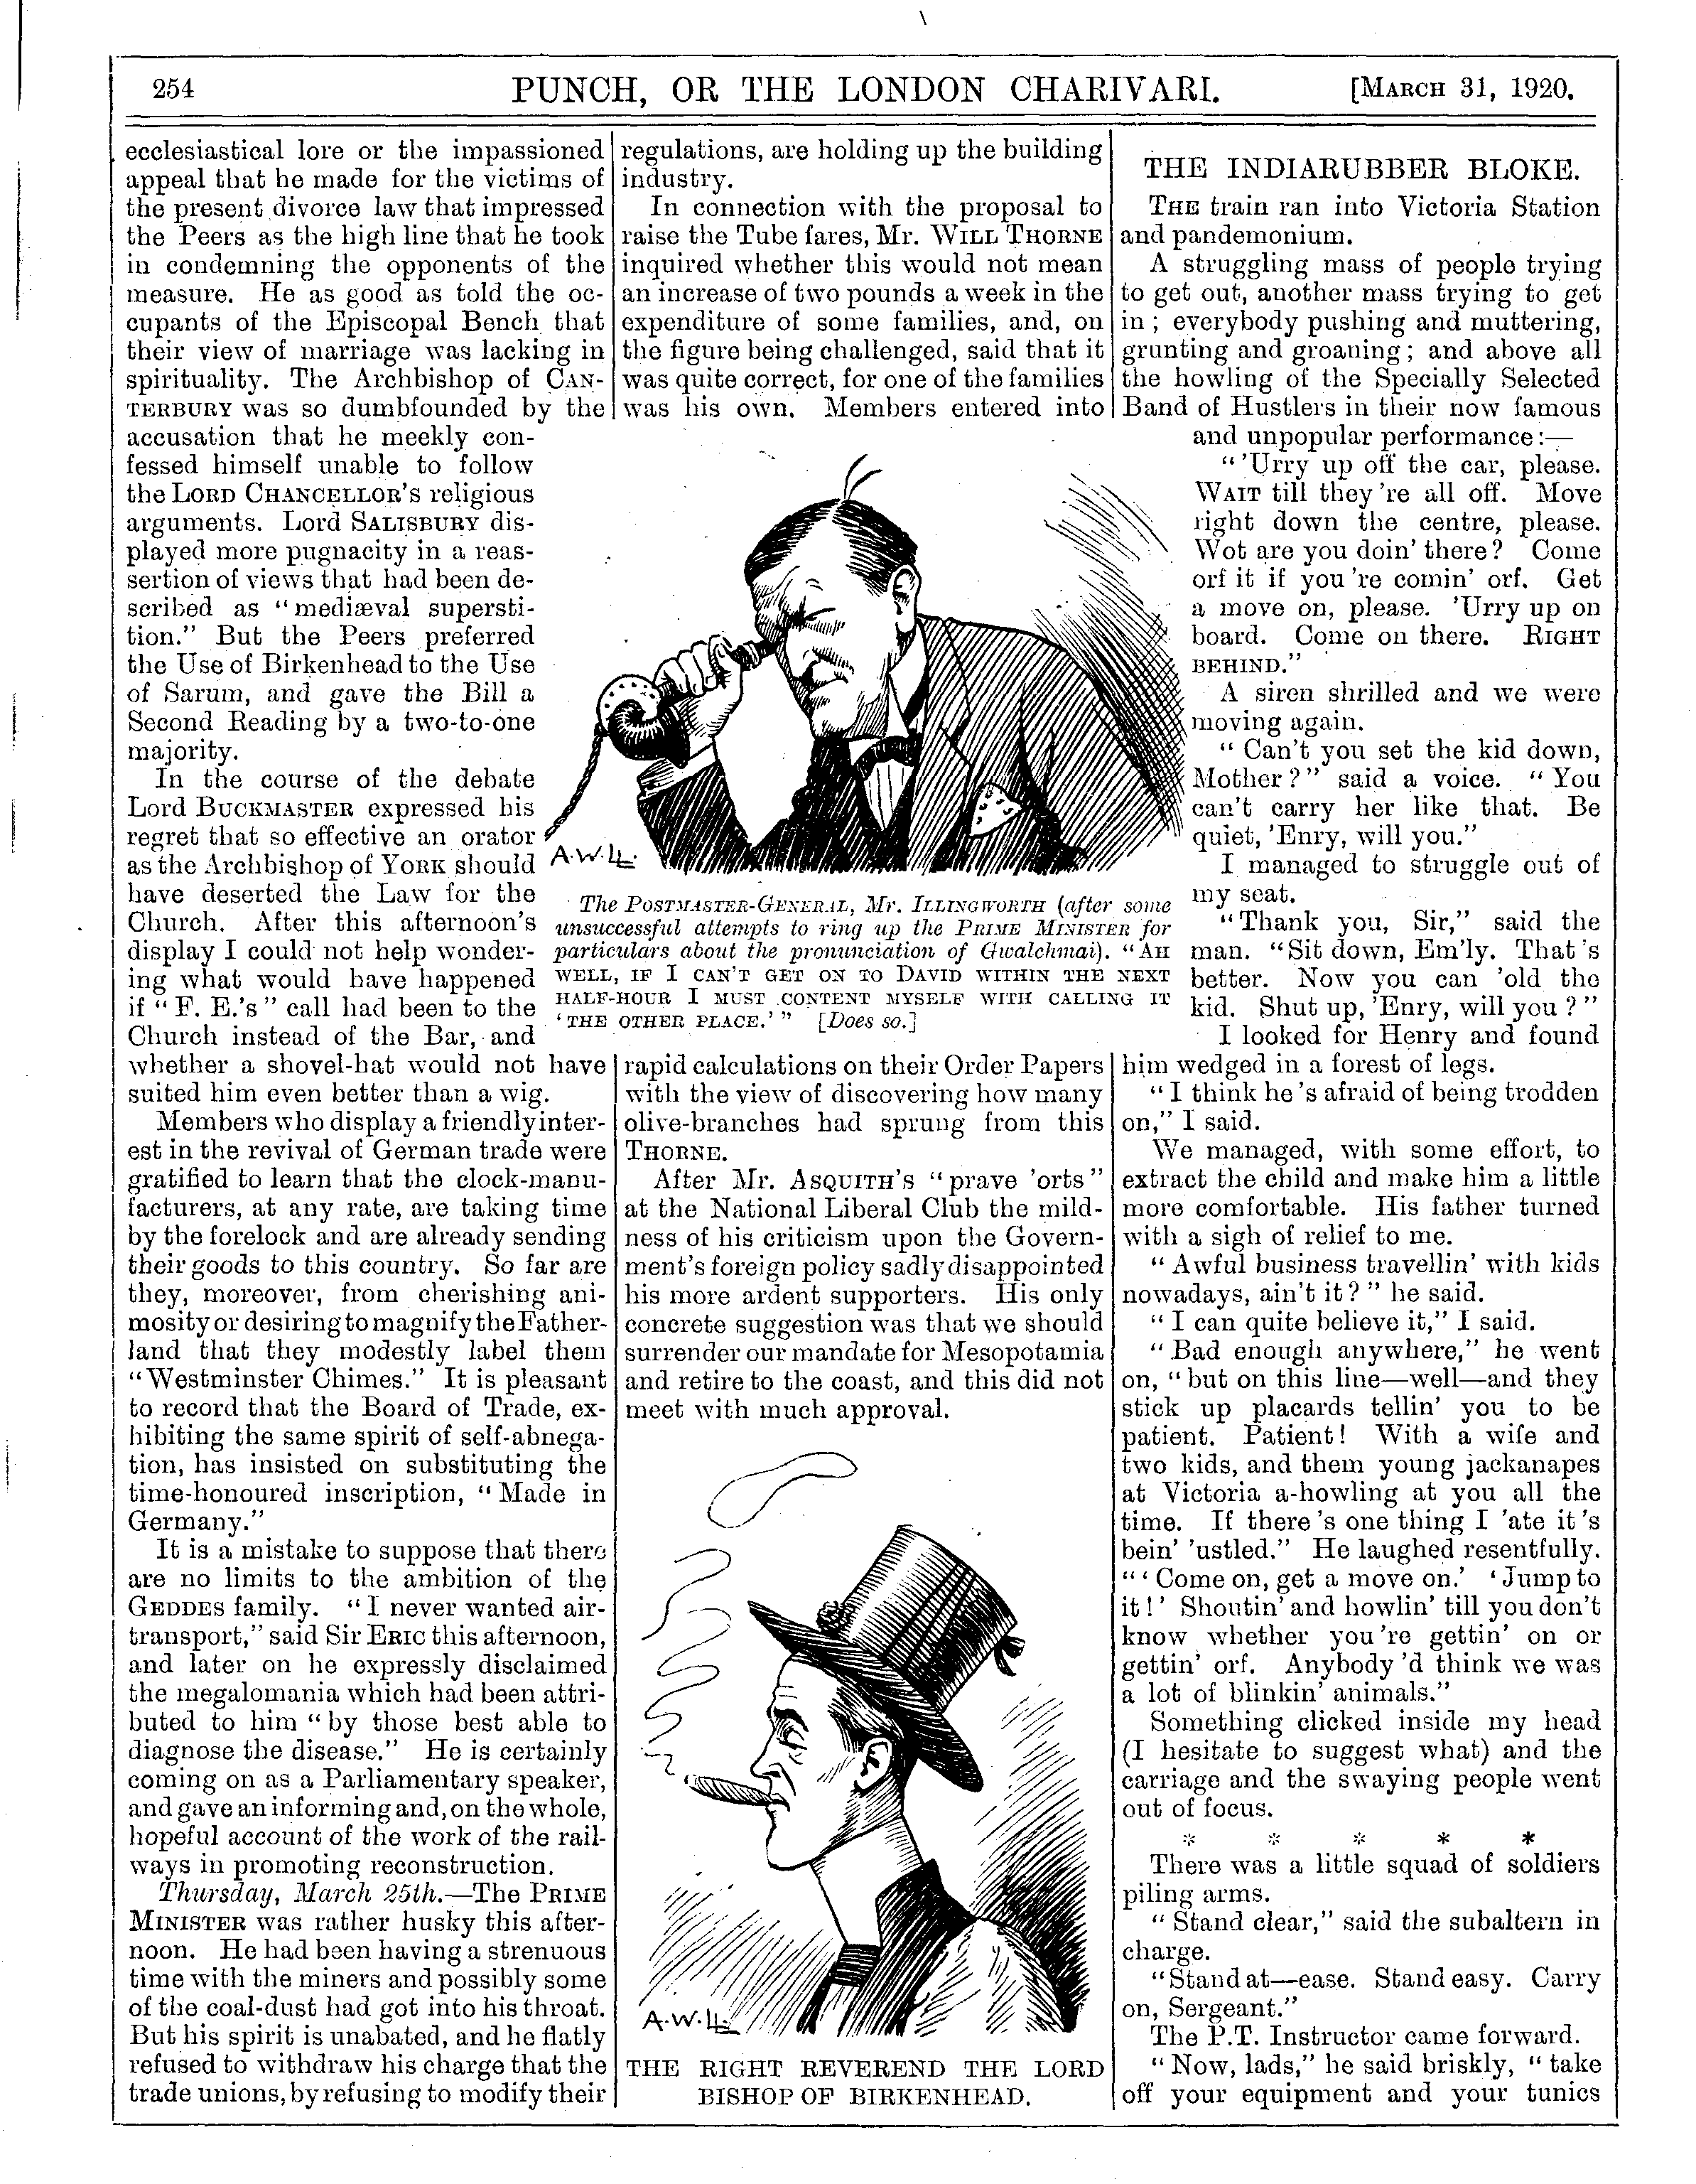 254
PUNCH, OR THE LONDON CHARIVARI.
[MARCH 31, 1920.
ecclesiastical lore or the impassioned
appeal that he made for the victims of
the present divorce law that impressed
the Peers as the high line that he took
in condemning the opponents of the
measure. He as good as told the oc-
cupants of the Episcopal Bench that
their view of marriage was lacking in
spirituality. The Archbishop of CAN-
TERBURY was so dumbfounded by the
accusation that he meekly con-
fessed himself unable to follow
the LORD CHANCELLOR'S religious
arguments. Lord SALISBURY dis-
played more pugnacity in a reas-
sertion of views that had been de-
scribed as "mediæval supersti-
tion." But the Peers preferred
the Use of Birkenhead to the Use
of Sarum, and gave the Bill a
Second Reading by a two-to-one
majority.
In the course of the debate
Lord BUCKMASTER expressed his
regret that so effective an orator
as the Archbishop of YORK should
have deserted the Law for the
Church. After this afternoon's
display I could not help wonder-
ing what would have happened
if "F. E.'s" call had been to the
Church instead of the Bar, and
whether a shovel-hat would not have
suited him even better than a wig.
Members who display a friendly inter-
est in the revival of German trade were
gratified to learn that the clock-manu-
facturers, at any rate, are taking time
by the forelock and are already sending
their goods to this country. So far are
they, moreover, from cherishing ani-
mosity or desiring to magnify the Father-
land that they modestly label them
"Westminster Chimes." It is pleasant
to record that the Board of Trade, ex-
hibiting the same spirit of self-abnega-
tion, has insisted on substituting the
time-honoured inscription, "Made in
Germany."
It is a mistake to suppose that there
are no limits to the ambition of the
GEDDES family. "I never wanted air-
transport," said Sir ERIC this afternoon,
and later on he expressly disclaimed
the megalomania which had been attri-
buted to him "by those best able to
diagnose the disease." He is certainly
coming on as a Parliamentary speaker,
and gave an informing and, on the whole,
hopeful account of the work of the rail-
ways in promoting reconstruction.
Thursday, March 25th.—The PRIME
MINISTER was rather husky this after-
noon. He had been having a strenuous
time with the miners and possibly some
of the coal-dust had got into his throat.
But his spirit is unabated, and he flatly
refused to withdraw his charge that the
trade unions, by refusing to modify their
regulations, are holding up the building
industry.
In connection with the proposal to
raise the Tube fares, Mr. WILL THORNE
inquired whether this would not mean
an increase of two pounds a week in the
expenditure of some families, and, on
the figure being challenged, said that it
was quite correct, for one of the families
was his own. Members entered into
A.W.LL.
The POSTMASTER-GENERAL, Mr. ILLINGWORTH (after some
unsuccessful attempts to ring up the PRIME MINISTER for
particulars about the pronunciation of Gwalchmai). "AH
WELL, IF I CAN'T GET ON TO DAVID WITHIN THE NEXT
HALF-HOUR I MUST CONTENT MYSELF WITH CALLING IT
'THE OTHER PLACE.'" [Does so.]
rapid calculations on their Order Papers
with the view of discovering how many
olive-branches had sprung from this
THORNE.
After Mr. ASQUITH'S "prave 'orts"
at the National Liberal Club the mild-
ness of his criticism upon the Govern-
ment's foreign policy sadly disappointed
his more ardent supporters. His only
concrete suggestion was that we should
surrender our mandate for Mesopotamia
and retire to the coast, and this did not
meet with much approval.
A.W.LL.
THE RIGHT REVEREND THE LORD
BISHOP OF BIRKENHEAD.
THE INDIARUBBER BLOKE.
THE train ran into Victoria Station
and pandemonium.
A struggling mass of people trying
to get out, another mass trying to get
in; everybody pushing and muttering,
grunting and groaning; and above all
the howling of the Specially Selected
Band of Hustlers in their now famous
and unpopular performance:—
"'Urry up off the car, please.
WAIT till they're all off. Move
right down the centre, please.
Wot are you doin' there? Come
orf it if you're comin' orf. Get
a move on, please. 'Urry up on
board. Come on there. RIGHT
BEHIND."
A siren shrilled and we were
moving again.
"Can't you set the kid down,
Mother?" said a voice. "You
can't carry her like that. Be
quiet, 'Enry, will you."
I managed to struggle out of
my seat.
"Thank you, Sir," said the
man. "Sit down, Em'ly. That's
better. Now you can 'old the
kid. Shut up, 'Enry, will you?"
I looked for Henry and found
him wedged in a forest of legs.
"I think he's afraid of being trodden
on," I said.
We managed, with some effort, to
extract the child and make him a little
more comfortable. His father turned
with a sigh of relief to me.
"Awful business travellin' with kids
nowadays, ain't it?" he said.
"I can quite believe it," I said.
"Bad enough anywhere," he went
on, "but on this line—well—and they
stick up placards tellin' you to be
patient. Patient! With a wife and
two kids, and them young jackanapes
at Victoria a-howling at you all the
time. If there's one thing I 'ate it's
bein' 'ustled." He laughed resentfully.
"'Come on, get a move on.' 'Jump to
it!' Shoutin' and howlin' till you don't
know whether you're gettin' on or
gettin' orf. Anybody'd think we was
a lot of blinkin' animals."
Something clicked inside my head
(I hesitate to suggest what) and the
carriage and the swaying people went
out of focus.
* * * * *
There was a little squad of soldiers
piling arms.
"Stand clear," said the subaltern in
charge.
"Stand at—ease. Stand easy. Carry
on, Sergeant."
The P.T. Instructor came forward.
"Now, lads," he said briskly, "take
off your equipment and your tunics